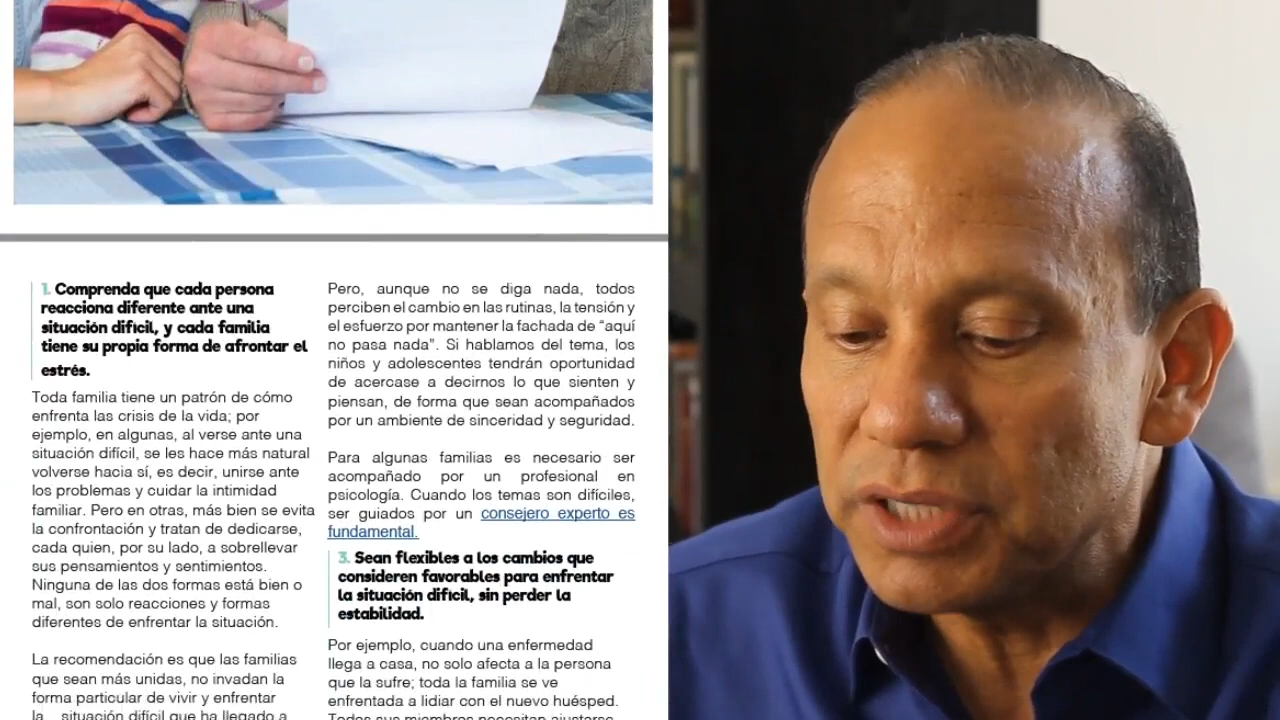 1. Comprenda que cada persona
reacciona diferente ante una
situación difícil, y cada familia
tiene su propia forma de afrontar el
estrés.
Toda familia tiene un patrón de cómo
enfrenta las crisis de la vida; por
ejemplo, en algunas, al verse ante una
situación difícil, se les hace más natural
volverse hacia sí, es decir, unirse ante
los problemas y cuidar la intimidad
familiar. Pero en otras, más bien se evita
la confrontación y tratan de dedicarse,
cada quien, por su lado, a sobrellevar
sus pensamientos y sentimientos.
Ninguna de las dos formas está bien o
mal, son solo reacciones y formas
diferentes de enfrentar la situación.
La recomendación es que las familias
que sean más unidas, no invadan la
forma particular de vivir y enfrentar
la situación difícil que ha llegado a
Pero, aunque no se diga nada, todos
perciben el cambio en las rutinas, la tensión y
el esfuerzo por mantener la fachada de “aquí
no pasa nada”. Si hablamos del tema, los
niños y adolescentes tendrán oportunidad
de acercase a decirnos lo que sienten y
piensan, de forma que sean acompañados
por un ambiente de sinceridad y seguridad.
Para algunas familias es necesario ser
acompañado por un profesional en
psicología. Cuando los temas son difíciles,
ser guiados por un consejero experto es
fundamental.
3. Sean flexibles a los cambios que
consideren favorables para enfrentar
la situación difícil, sin perder la
estabilidad.
Por ejemplo, cuando una enfermedad
llega a casa, no solo afecta a la persona
que la sufre; toda la familia se ve
enfrentada a lidiar con el nuevo huésped.
Todos sus miembros necesitan ajustarse